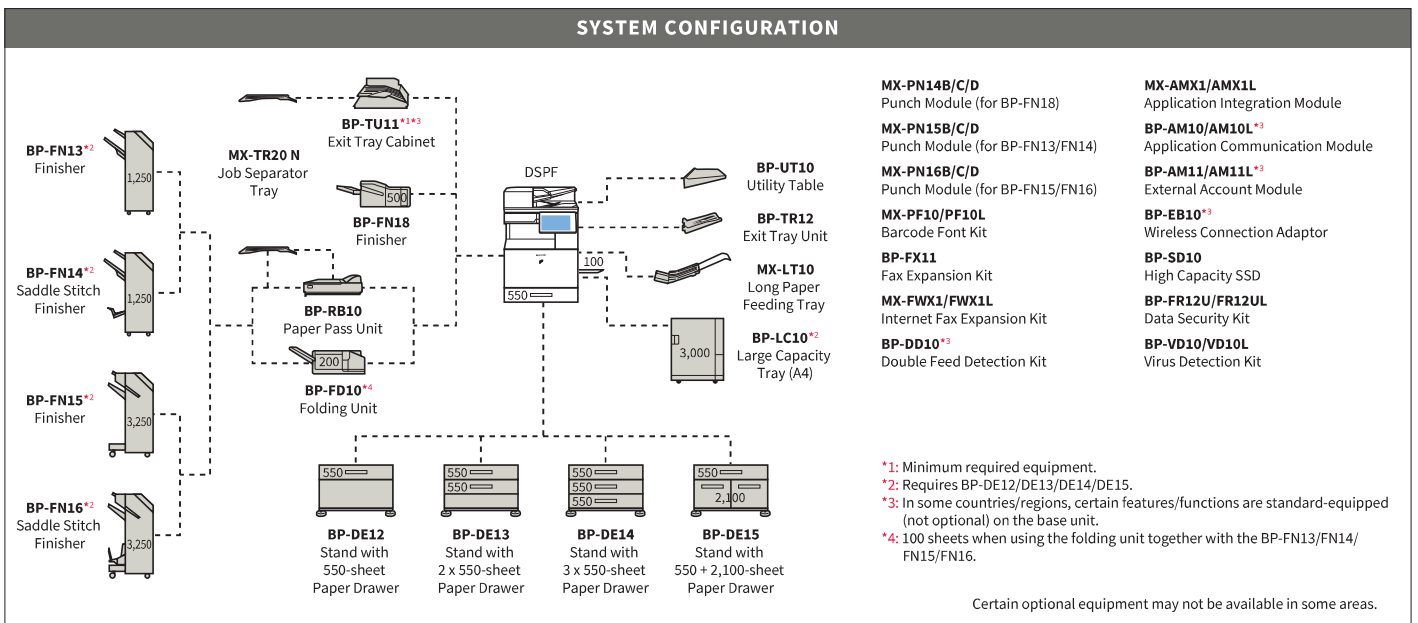 SYSTEM CONFIGURATION
BP-FN13*2
Finisher
1,250
BP-FN14*2
Saddle Stitch
Finisher
1,250
BP-FN15*2
Finisher
3,250
BP-FN16*2
Saddle Stitch
Finisher
3,250
MX-TR20 N
Job Separator
Tray
BP-TU11*1*3
Exit Tray Cabinet
500
BP-FN18
Finisher
BP-RB10
Paper Pass Unit
200
BP-FD10*4
Folding Unit
DSPF
100
550
BP-UT10
Utility Table
BP-TR12
Exit Tray Unit
MX-LT10
Long Paper
Feeding Tray
3,000
BP-LC10*2
Large Capacity
Tray (A4)
550
BP-DE12
Stand with
550-sheet
Paper Drawer
550
550
BP-DE13
Stand with
2 x 550-sheet
Paper Drawer
550
550
550
BP-DE14
Stand with
3 x 550-sheet
Paper Drawer
550
2,100
BP-DE15
Stand with
550 + 2,100-sheet
Paper Drawer
MX-PN14B/C/D
Punch Module (for BP-FN18)
MX-PN15B/C/D
Punch Module (for BP-FN13/FN14)
MX-PN16B/C/D
Punch Module (for BP-FN15/FN16)
MX-PF10/PF10L
Barcode Font Kit
BP-FX11
Fax Expansion Kit
MX-FWX1/FWX1L
Internet Fax Expansion Kit
BP-DD10*3
Double Feed Detection Kit
MX-AMX1/AMX1L
Application Integration Module
BP-AM10/AM10L*3
Application Communication Module
BP-AM11/AM11L*3
External Account Module
BP-EB10*3
Wireless Connection Adaptor
BP-SD10
High Capacity SSD
BP-FR12U/FR12UL
Data Security Kit
BP-VD10/VD10L
Virus Detection Kit
*1: Minimum required equipment.
*2: Requires BP-DE12/DE13/DE14/DE15.
*3: In some countries/regions, certain features/functions are standard-equipped
(not optional) on the base unit.
*4: 100 sheets when using the folding unit together with the BP-FN13/FN14/
FN15/FN16.
Certain optional equipment may not be available in some areas.